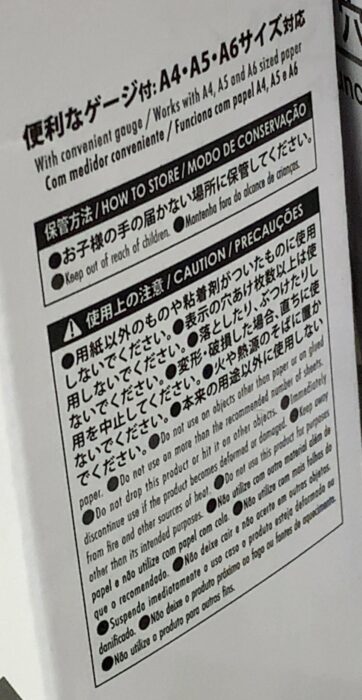 便利なゲージ付：A4・A5・A6サイズ対応
With convenient gauge / Works with A4, A5 and A6 sized paper
Com medidor conveniente / Funciona com papel A4, A5 e A6
保管方法 / HOW TO STORE / MODO DE CONSERVAÇÃO
●お子様の手の届かない場所に保管してください。
●Keep out of reach of children. ●Mantenha fora do alcance de crianças.
使用上の注意 / CAUTION / PRECAUÇÕES
●用紙以外のものや粘着剤がついたものに使用
しないでください。●表示の穴あけ枚数以上は使
用しないでください。●落としたり、ぶつけたりし
ないでください。●変形・破損した場合、直ちに使
用を中止してください。●火や熱源のそばに置か
ないでください。●本来の用途以外に使用しない
でください。●Do not use on objects other than paper or on glued
paper. ●Do not use on more than the recommended number of sheets.
●Do not drop this product or hit it on other objects. ●Immediately
discontinue use if the product becomes deformed or damaged. ●Keep away
from fire and other sources of heat. ●Do not use this product for purposes
other than its intended purposes. ●Não utilize com outro material além de
papel e não utilize com papel com cola. ●Não utilize com mais folhas do
que o recomendado. ●Não deixe cair e não acerte em outros objetos.
●Suspenda imediatamente o uso caso o produto esteja deformado ou
danificado. ●Não deixe o produto próximo ao fogo ou fontes de aquecimento.
●Não utilize o produto para outros fins.